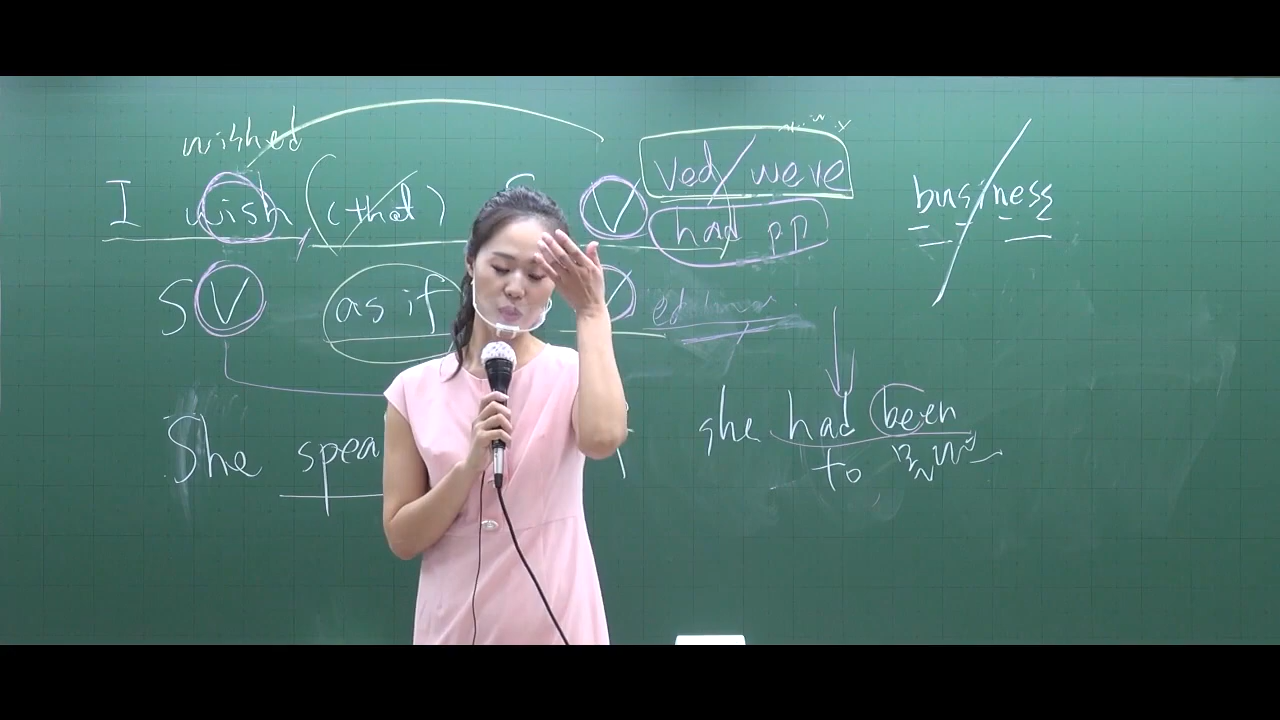 wished
I wish (that) S V ved/were
had pp
business
S V as if V
She spea
she had been
to